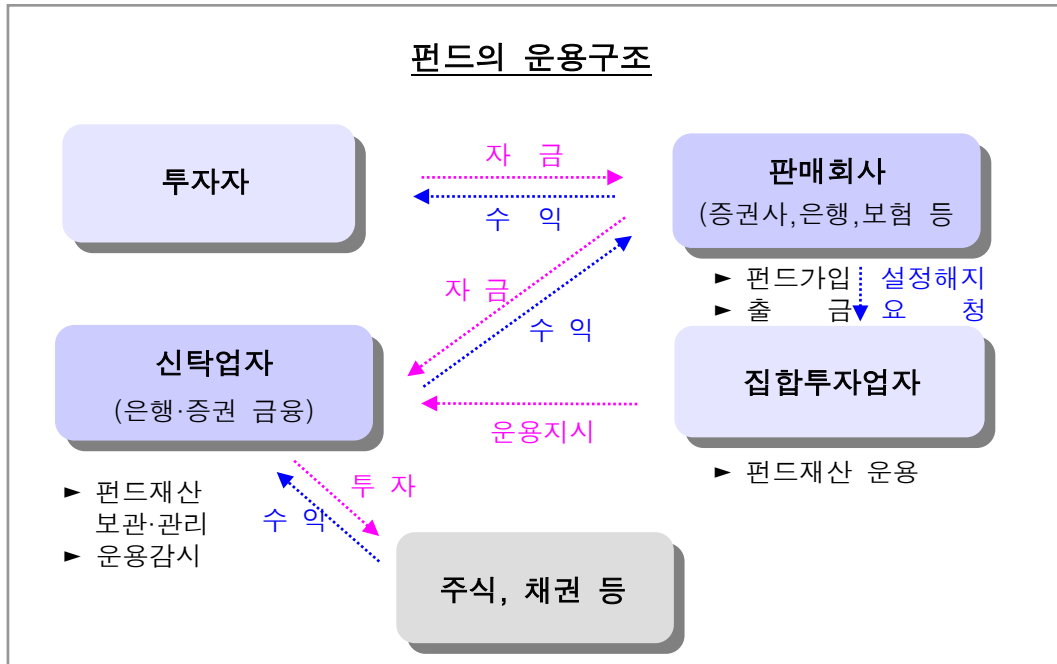 펀드의 운용구조
투자자
자 금
수 익
판매회사
(증권사,은행,보험 등
자 금
수 익
► 펀드가입
► 출 금
설정해지
요 청
신탁업자
(은행·증권 금융)
집합투자업자
운용지시
► 펀드재산 운용
► 펀드재산
보관·관리
► 운용감시
투 자
수 익
주식, 채권 등